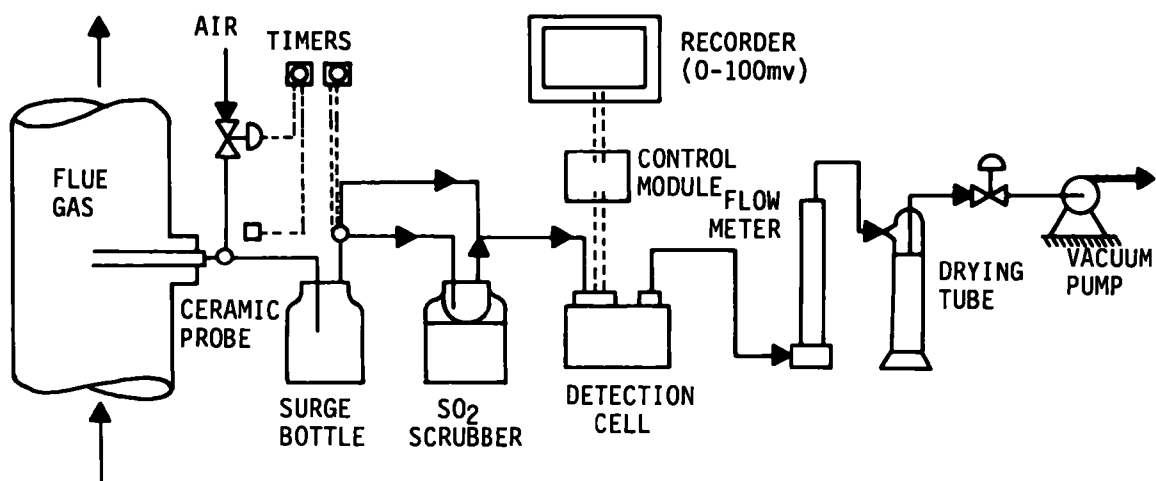 AIR
TIMERS
RECORDER
(0-100mv)
FLUE
GAS
CONTROL
MODULE
FLOW
METER
CERAMIC
PROBE
SURGE
BOTTLE
SO2
SCRUBBER
DETECTION
CELL
DRYING
TUBE
VACUUM
PUMP